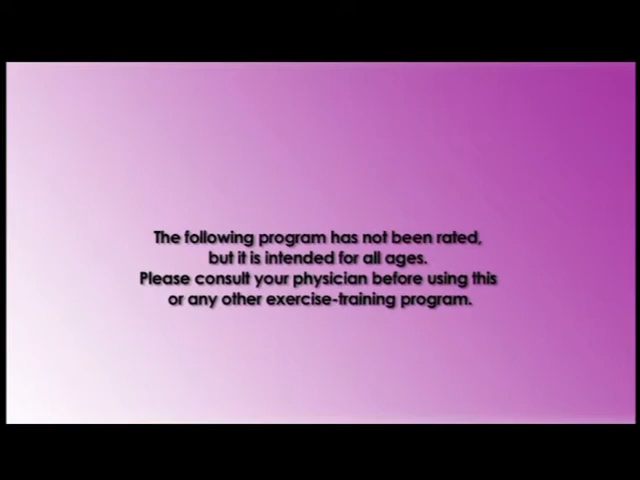 The following program has not been rated,
but it is intended for all ages.
Please consult your physician before using this
or any other exercise-training program.